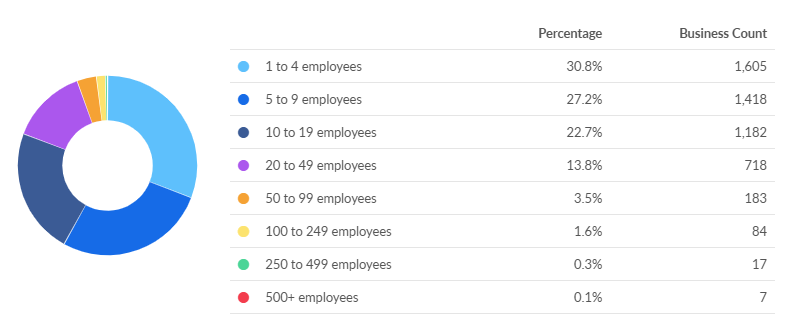 Percentage Business Count
1 to 4 employees 30.8% 1,605
5 to 9 employees 27.2% 1,418
10 to 19 employees 22.7% 1,182
20 to 49 employees 13.8% 718
50 to 99 employees 3.5% 183
100 to 249 employees 1.6% 84
250 to 499 employees 0.3% 17
500+ employees 0.1% 7